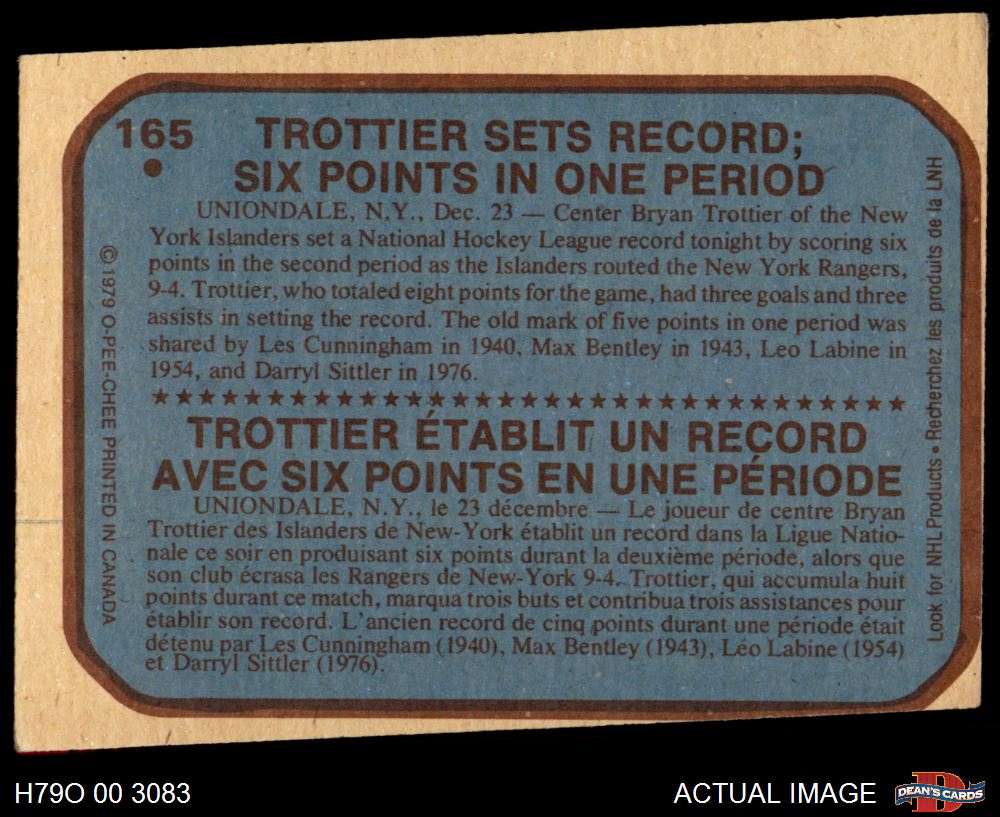 165
TROTTIER SETS RECORD;
SIX POINTS IN ONE PERIOD
UNIONDALE, N.Y., Dec. 23 — Center Bryan Trottier of the New
York Islanders set a National Hockey League record tonight by scoring six
points in the second period as the Islanders routed the New York Rangers,
9-4. Trottier, who totaled eight points for the game, had three goals and three
assists in setting the record. The old mark of five points in one period was
shared by Les Cunningham in 1940, Max Bentley in 1943, Leo Labine in
1954, and Darryl Sittler in 1976.
★★★★★★★★★★★★★★★★★★★★★★★★★★★★★★★★★
TROTTIER ÉTABLIT UN REÇORD
AVEC SIX POINTS EN UNE PÉRIODE
UNIONDALE, N.Y., le 23 décembre — Le joueur de centre Bryan
Trottier des Islanders de New-York établit un record dans la Ligue Natio-
nale ce soir en produisant six points durant la deuxième période, alors que
son club écrasa les Rangers de New-York 9-4. Trottier, qui accumula huit
points durant ce match, marqua trois buts et contribua trois assistances pour
établir son record. L'ancien record de cinq points durant une période était
détenu par Les Cunningham (1940), Max Bentley (1943), Léo Labine (1954)
et Darryl Sittler (1976).
© 1979 O-PEE-CHEE PRINTED IN CANADA
Look for NHL Products • Recherchez les produits de la LNH
H79O 00 3083
ACTUAL IMAGE
D
DEAN'S CARDS